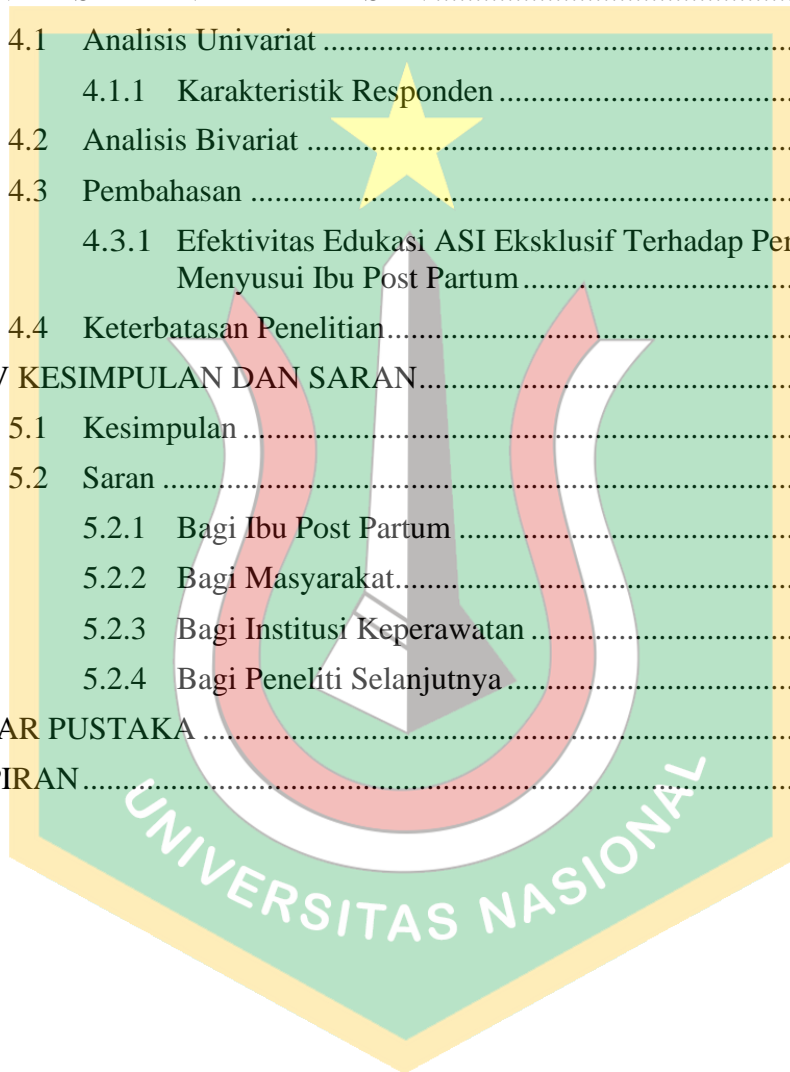 4.1 Analisis Univariat ................................................................
4.1.1 Karakteristik Responden ................................................
4.2 Analisis Bivariat ..................................................................
4.3 Pembahasan ..........................................................................
4.3.1 Efektivitas Edukasi ASI Eksklusif Terhadap
Menyusui Ibu Post Partum ............................................
4.4 Keterbatasan Penelitian.......................................................
KESIMPULAN DAN SARAN..................................................
5.1 Kesimpulan ...........................................................................
5.2 Saran .....................................................................................
5.2.1 Bagi Ibu Post Partum .....................................................
5.2.2 Bagi Masyarakat..............................................................
5.2.3 Bagi Institusi Keperawatan ............................................
5.2.4 Bagi Peneliti Selanjutnya ...............................................
AR PUSTAKA ............................................................................
PIRAN..........................................................................................
UNIVERSITAS NASIONAL